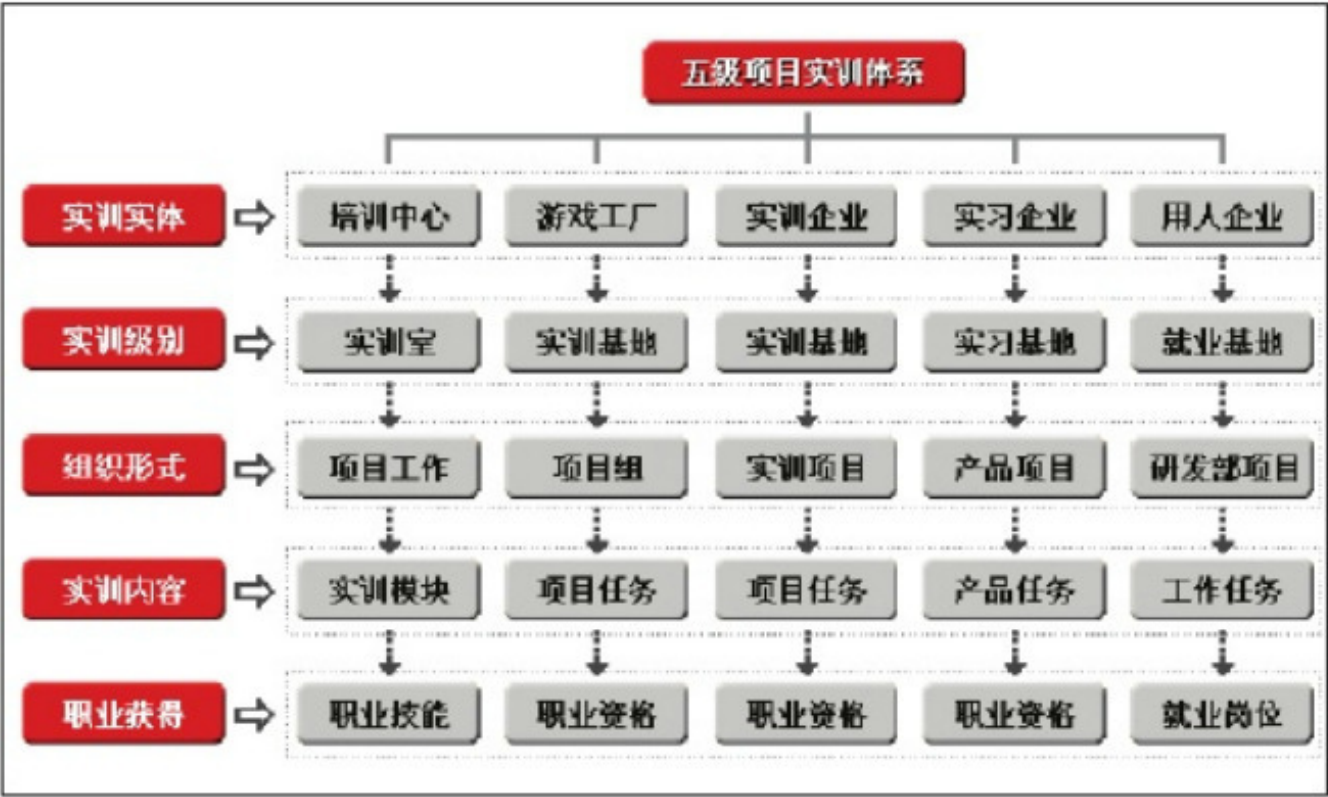 五级项目实训体系
实训实体 培训中心 游戏工厂 实训企业 实习企业 用人企业
实训级别 实训室 实训基地 实训基地 实习基地 就业基地
组织形式 项目工作 项目组 实训项目 产品项目 研发部项目
实训内容 实训模块 项目任务 项目任务 产品任务 工作任务
职业获得 职业技能 职业资格 职业资格 职业资格 就业岗位